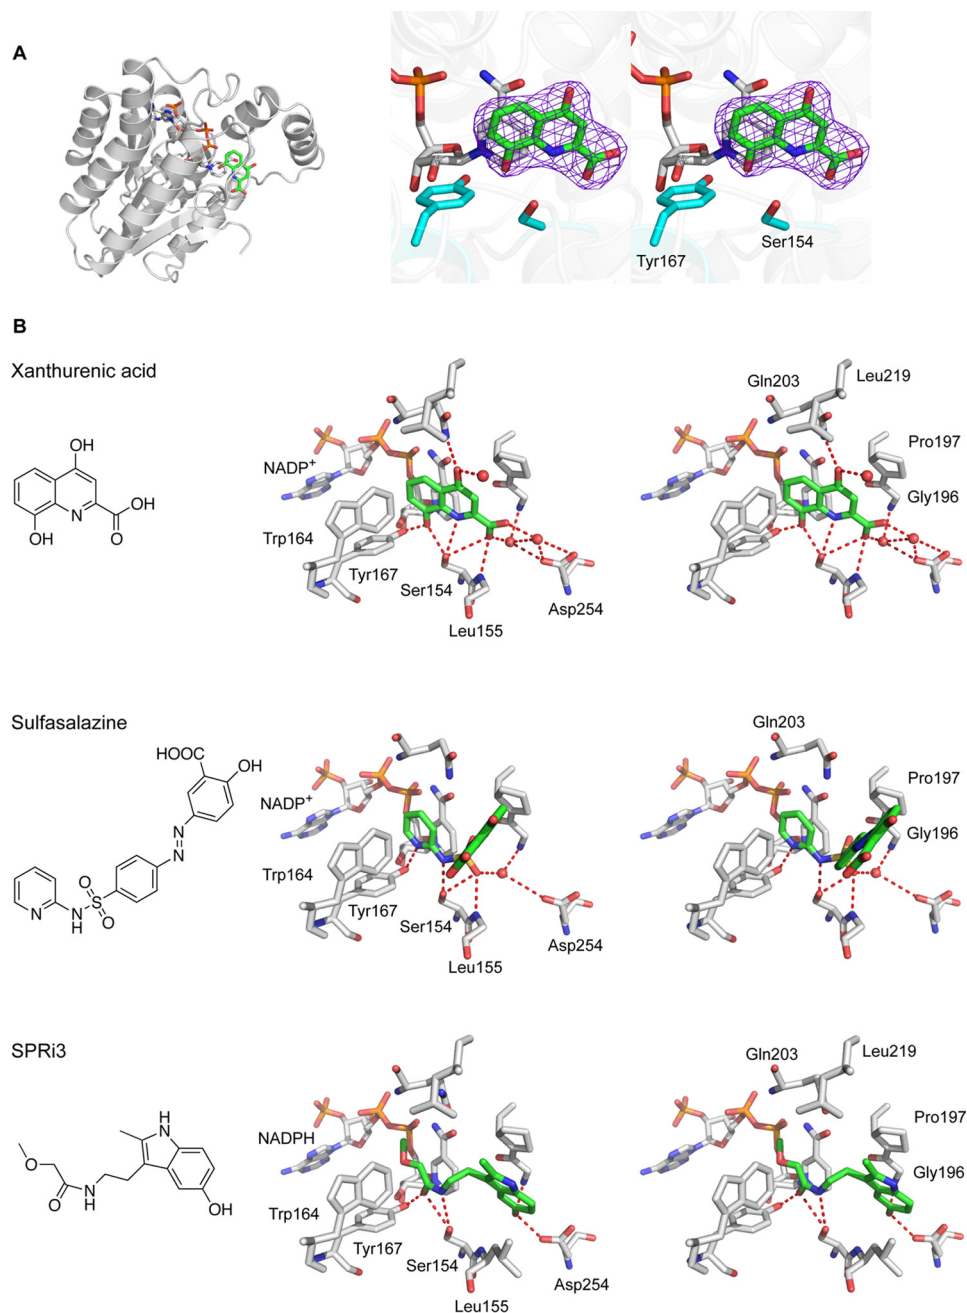 A
Tyr167
Ser154
B
Xanthurenic acid
OH
N
OH
O
OH
NADP+
Trp164
Tyr167
Ser154
Leu155
Asp254
Gln203
Leu219
Pro197
Gly196
Sulfasalazine
HOOC
OH
N
N
N
N
H
S
O
O
NADP+
Trp164
Tyr167
Ser154
Leu155
Asp254
Gln203
Pro197
Gly196
SPRi3
H
N
O
O
N
H
OH
NADPH
Trp164
Tyr167
Ser154
Leu155
Asp254
Gln203
Leu219
Pro197
Gly196